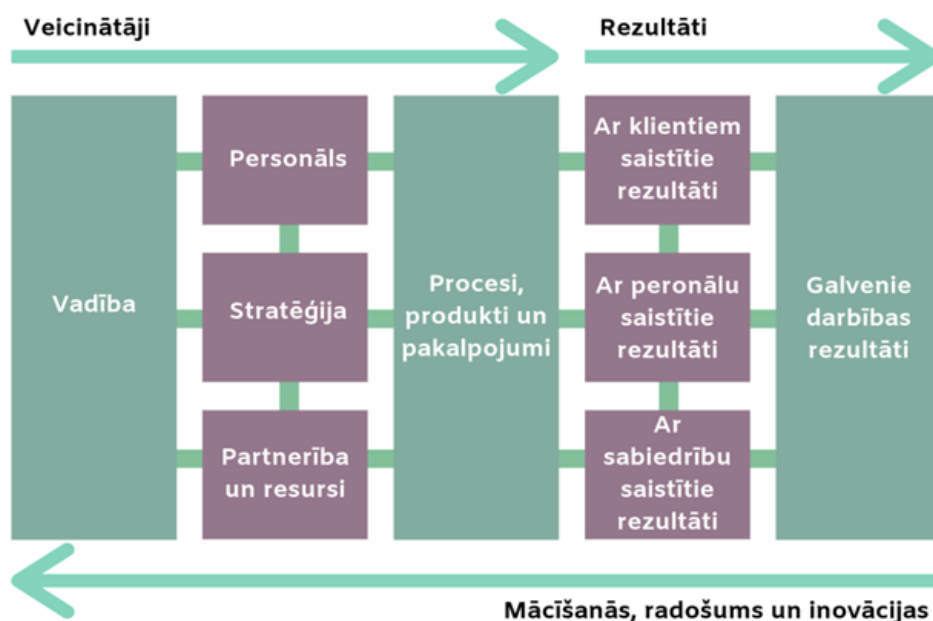 Veicinātāji
Rezultāti
Vadība
Personāls
Stratēģija
Partnerība
un resursi
Procesi,
produkti un
pakalpojumi
Ar klientiem
saistītie
rezultāti
Ar peronālu
saistītie
rezultāti
Ar
sabiedrību
saistītie
rezultāti
Galvenie
darbības
rezultāti
Mācīšanās, radošums un inovācijas